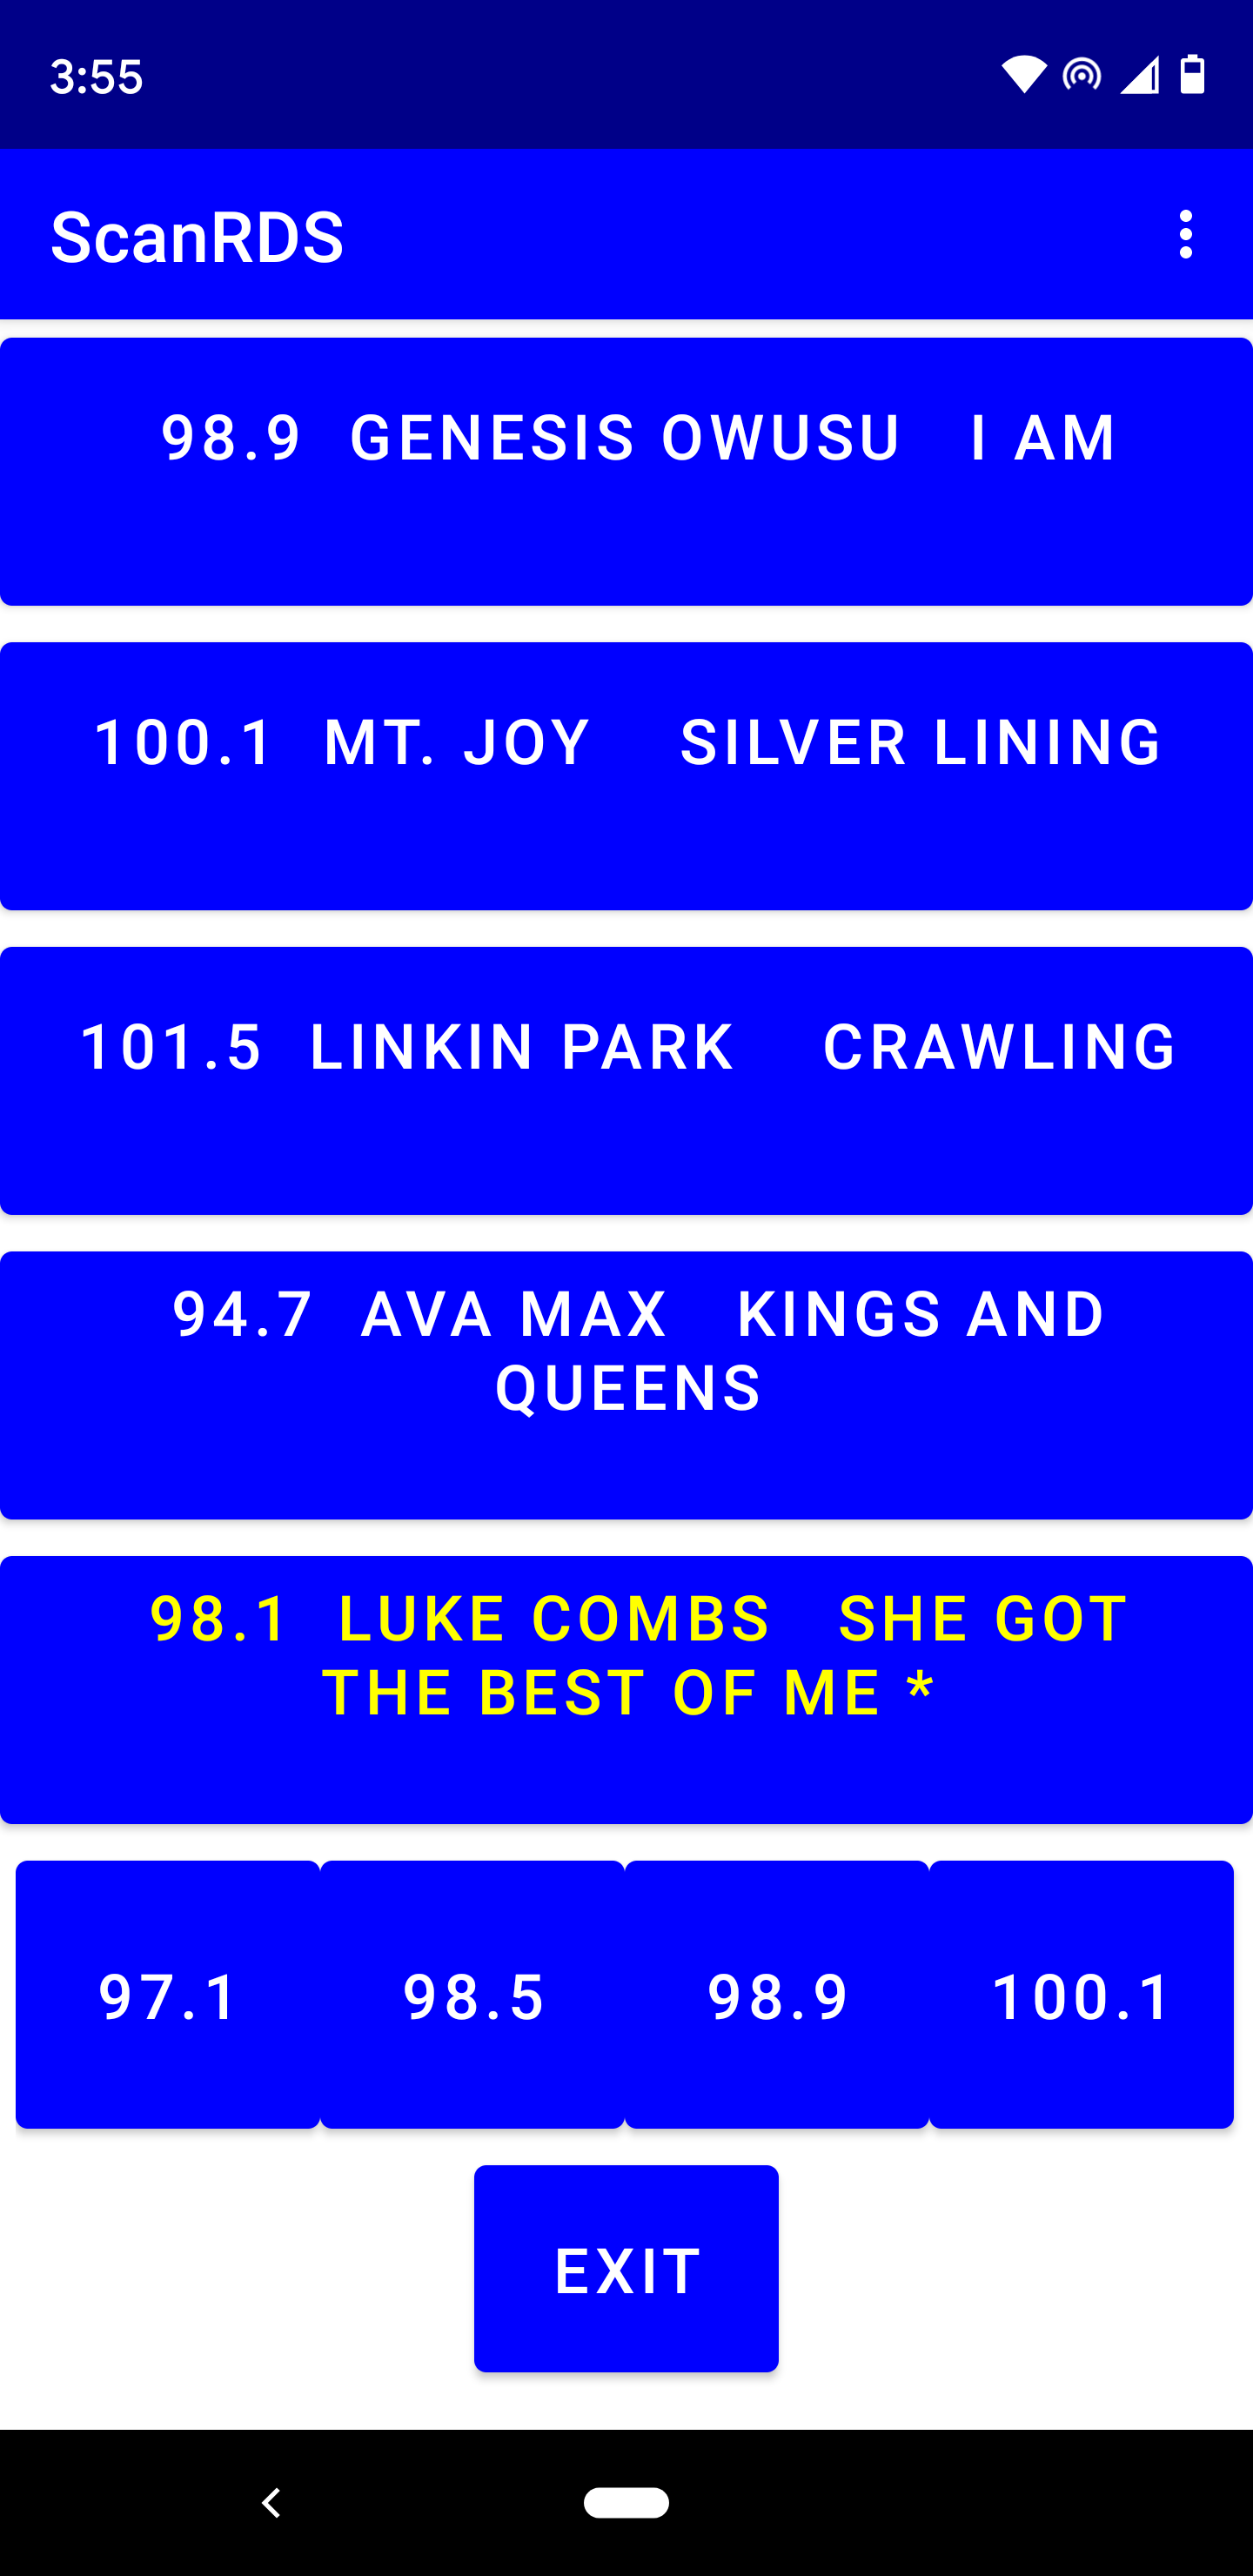 3:55
ScanRDS
98.9 GENESIS OWUSU I AM
100.1 MT. JOY SILVER LINING
101.5 LINKIN PARK CRAWLING
94.7 AVA MAX KINGS AND
QUEENS
98.1 LUKE COMBS SHE GOT
THE BEST OF ME *
97.1 98.5 98.9 100.1
EXIT